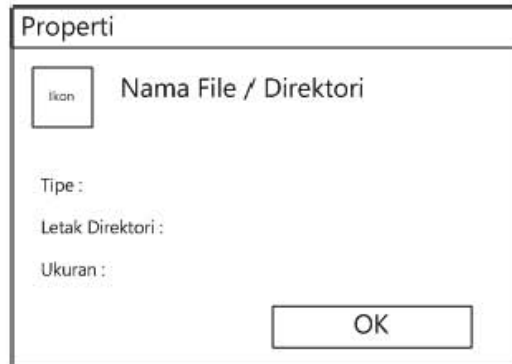 Properti
Ikon
Nama File / Direktori
Tipe :
Letak Direktori :
Ukuran :
OK